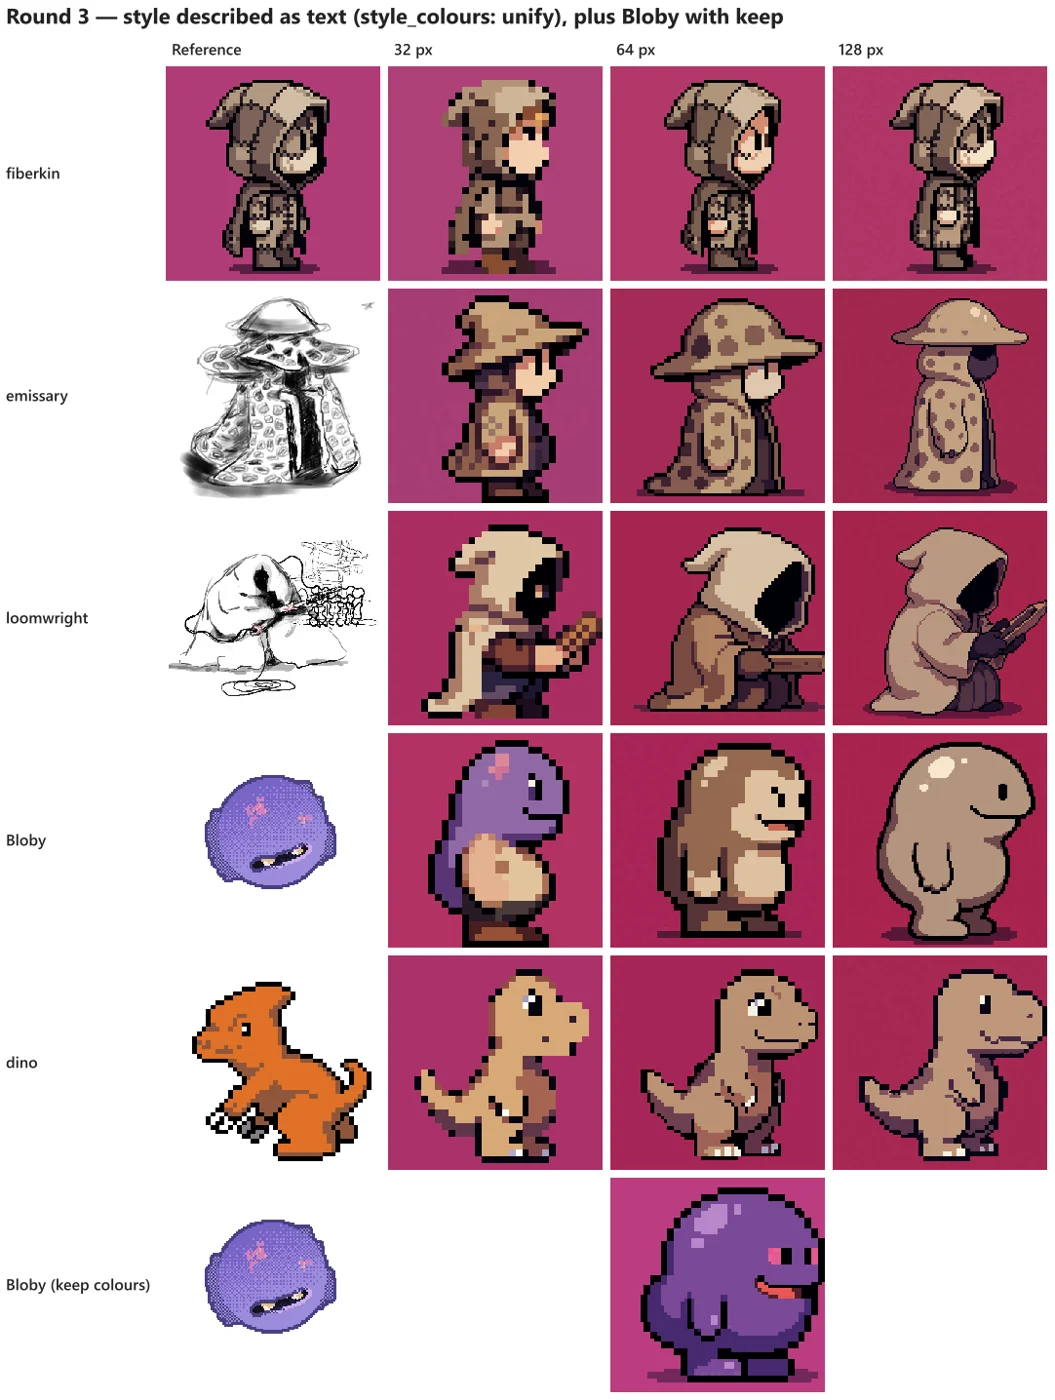 Round 3 — style described as text (style_colours: unify), plus Bloby with keep
Reference 32 px 64 px 128 px
fiberkin
emissary
loomwright
Bloby
dino
Bloby (keep colours)